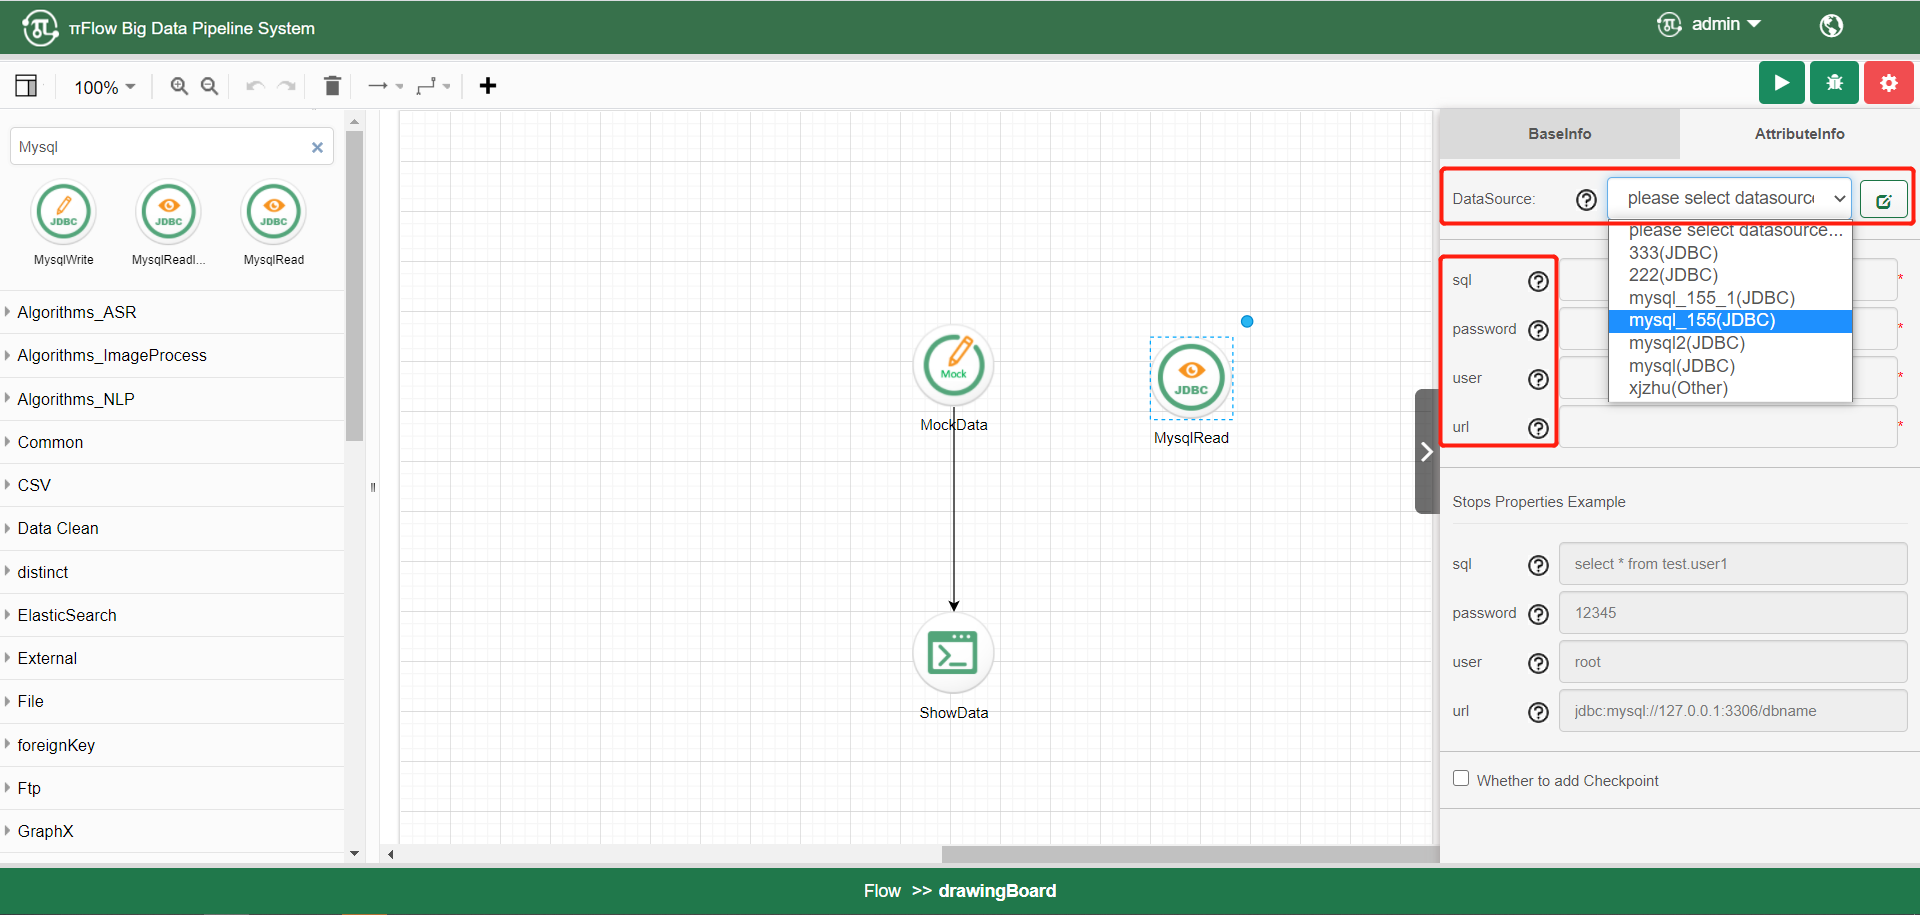 πFlow Big Data Pipeline System
admin
100%
Mysql
JDBC
JDBC
JDBC
MysqlWrite
MysqlReadI...
MysqlRead
Algorithms_ASR
Algorithms_ImageProcess
Algorithms_NLP
Common
CSV
Data Clean
distinct
ElasticSearch
External
File
foreignKey
Ftp
GraphX
Mock
MockData
JDBC
MysqlRead
ShowData
BaseInfo
AttributeInfo
DataSource:
please select datasource
please select datasource...
333(JDBC)
222(JDBC)
mysql_155_1(JDBC)
mysql_155(JDBC)
mysql2(JDBC)
mysql(JDBC)
xjzhu(Other)
sql
*
password
*
user
*
url
*
Stops Properties Example
sql
select * from test.user1
password
12345
user
root
url
jdbc:mysql://127.0.0.1:3306/dbname
Whether to add Checkpoint
Flow >> drawingBoard